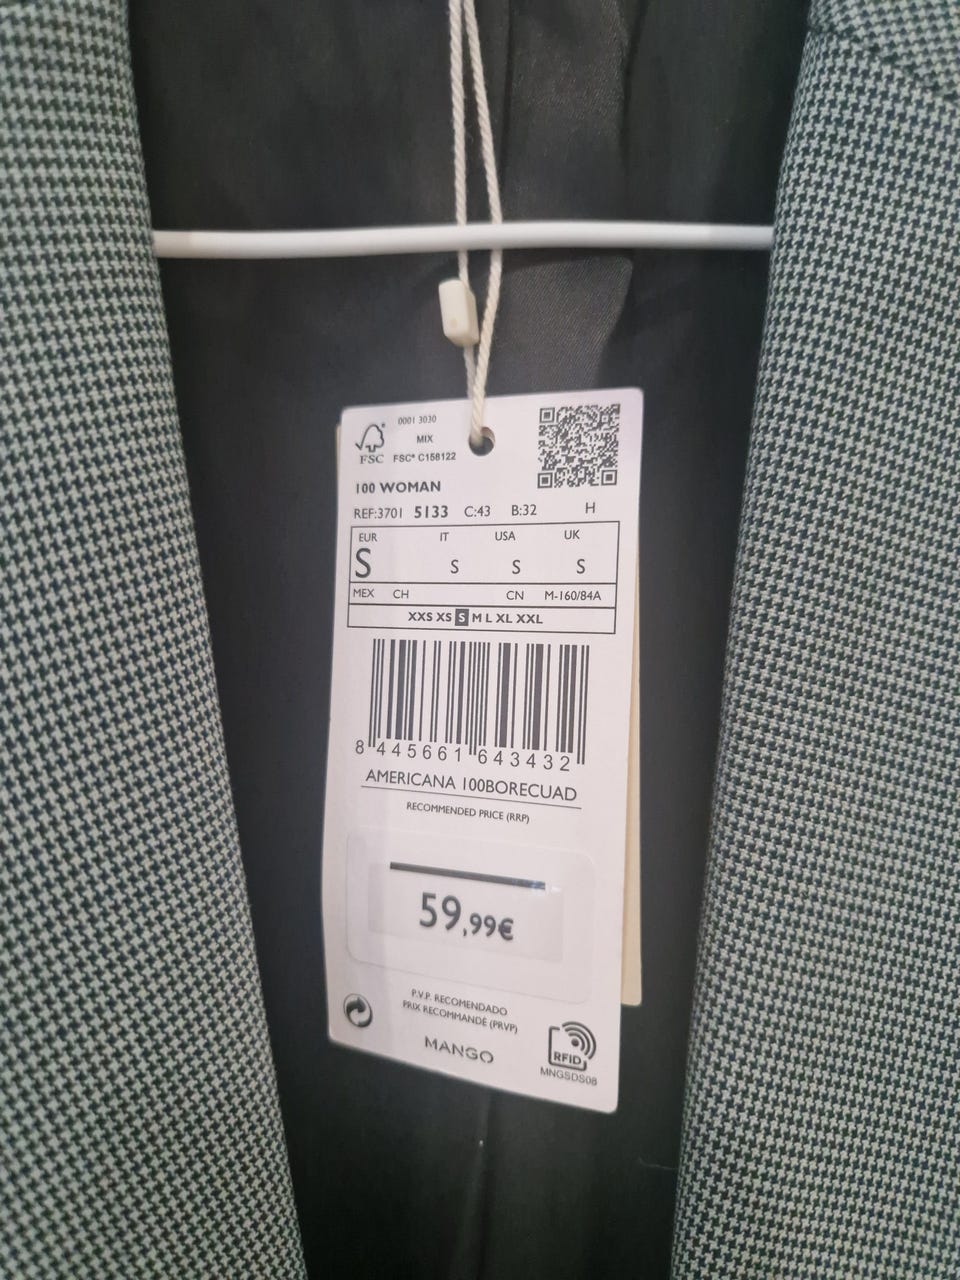 0001 3030
MIX
FSC
FSC® C158122
100 WOMAN
REF:3701 5133 C:43 B:32 H
EUR IT USA UK
S S S S
MEX CH CN M-160/84A
XXS XS S M L XL XXL
8 445661 643432
AMERICANA 100BORECUAD
RECOMMENDED PRICE (RRP)
59,99€
P.V.P. RECOMENDADO
PRIX RECOMMANDÉ (PRVP)
MANGO
RFID
MNGSDS08